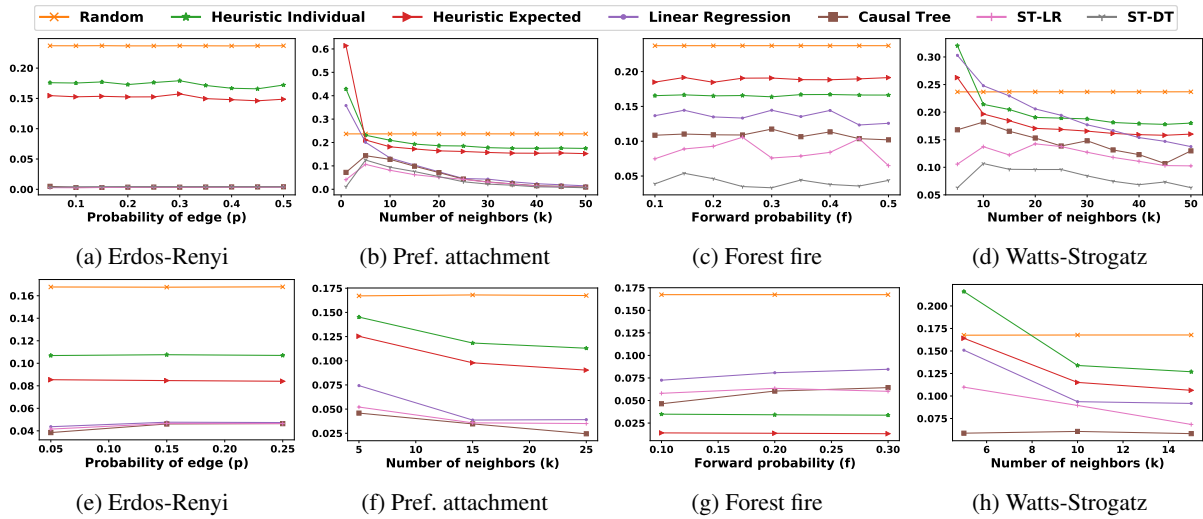 Random Heuristic Individual Heuristic Expected Linear Regression Causal Tree ST-LR ST-DT
0.20 0.15 0.10 0.05 0.00
0.1 0.2 0.3 0.4 0.5
Probability of edge (p)
(a) Erdos-Renyi
0.6 0.5 0.4 0.3 0.2 0.1 0.0
0 10 20 30 40 50
Number of neighbors (k)
(b) Pref. attachment
0.20 0.15 0.10 0.05
0.1 0.2 0.3 0.4 0.5
Forward probability (f)
(c) Forest fire
0.30 0.25 0.20 0.15 0.10 0.05
10 20 30 40 50
Number of neighbors (k)
(d) Watts-Strogatz
0.16 0.14 0.12 0.10 0.08 0.06 0.04
0.05 0.10 0.15 0.20 0.25
Probability of edge (p)
(e) Erdos-Renyi
0.175 0.150 0.125 0.100 0.075 0.050 0.025
5 10 15 20 25
Number of neighbors (k)
(f) Pref. attachment
0.175 0.150 0.125 0.100 0.075 0.050 0.025
0.10 0.15 0.20 0.25 0.30
Forward probability (f)
(g) Forest fire
0.200 0.175 0.150 0.125 0.100 0.075
6 8 10 12 14
Number of neighbors (k)
(h) Watts-Strogatz